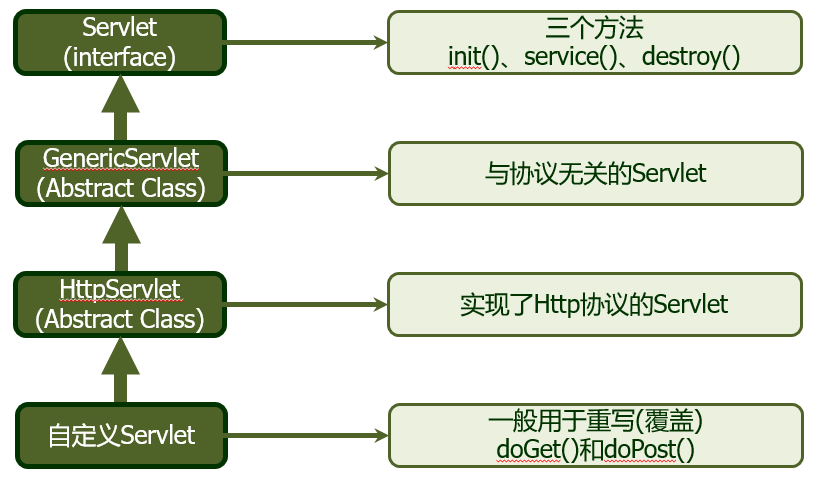 Servlet
(interface)
三个方法
init()、service()、destroy()
GenericServlet
(Abstract Class)
与协议无关的Servlet
HttpServlet
(Abstract Class)
实现了Http协议的Servlet
自定义Servlet
一般用于重写(覆盖)
doGet()和doPost()